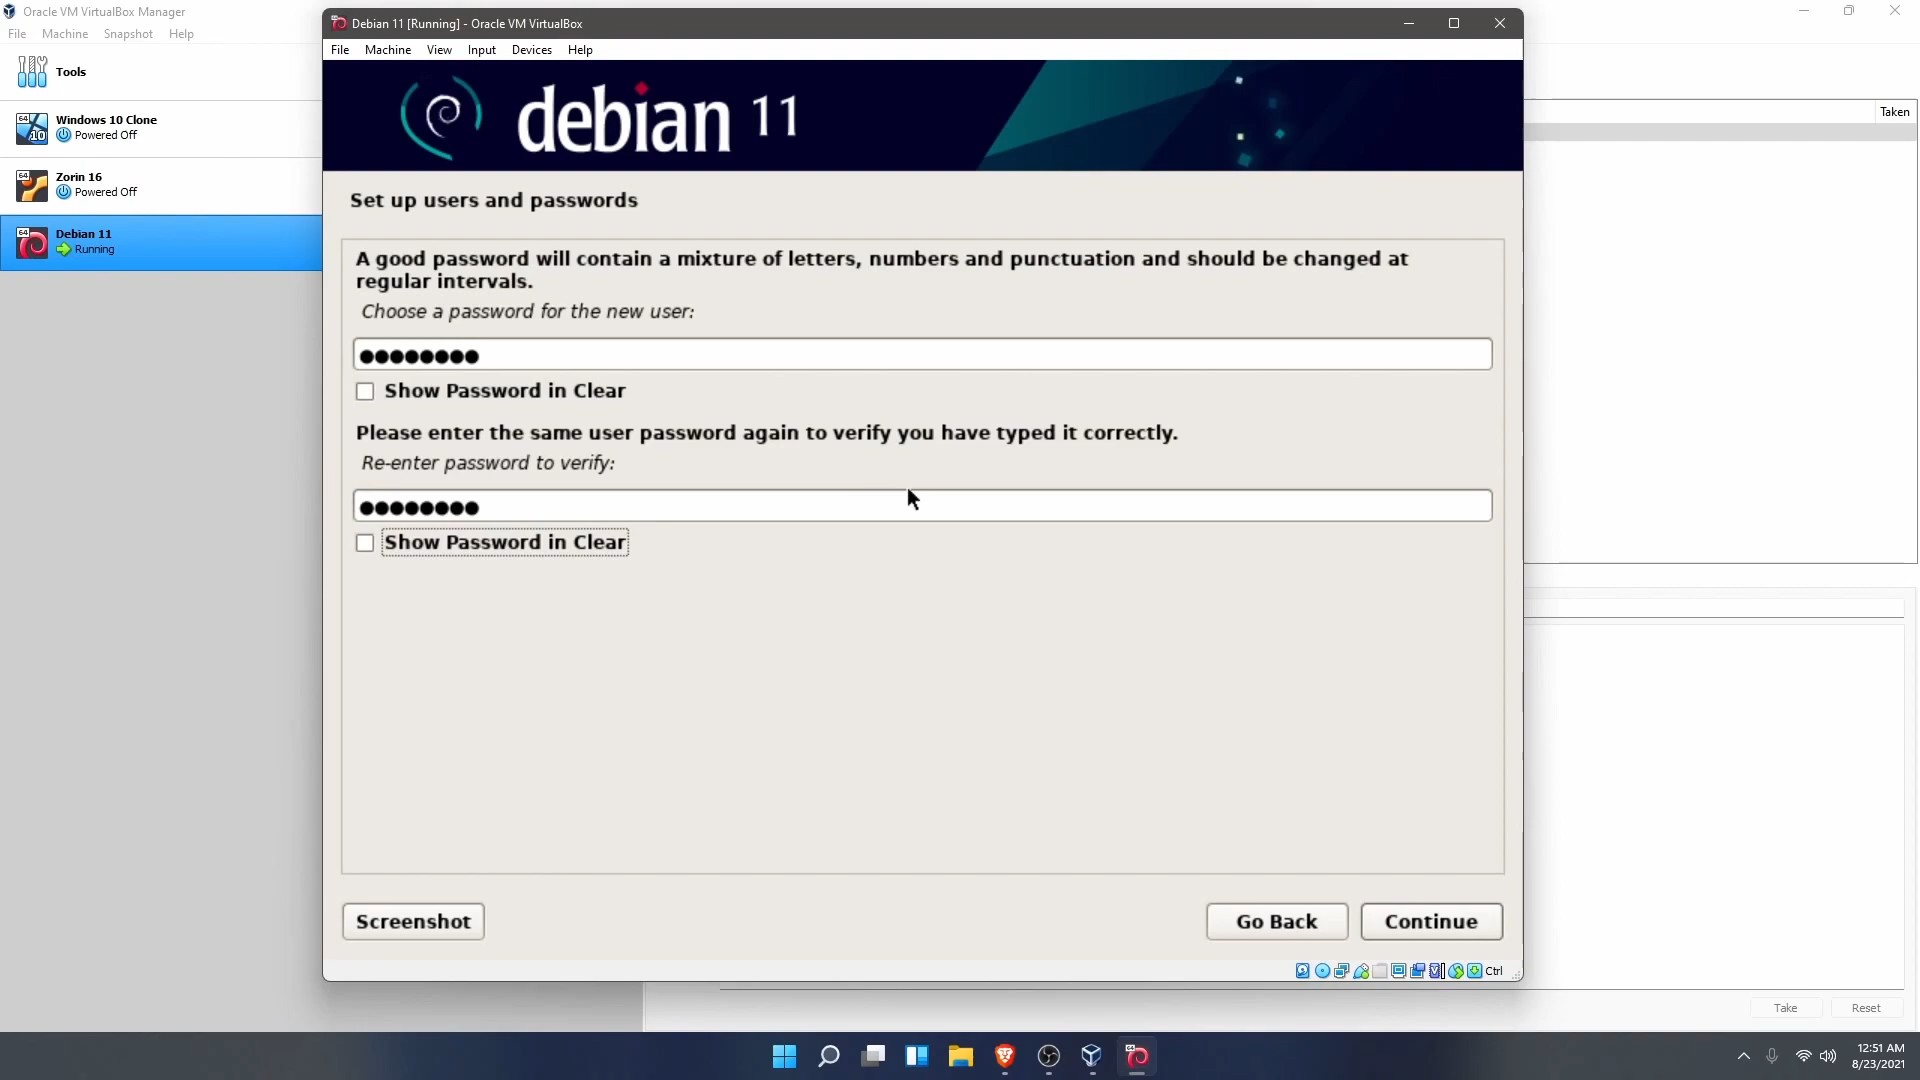 Oracle VM VirtualBox Manager
File Machine Snapshot Help
Tools
64
10
Windows 10 Clone
Powered Off
64
Zorin 16
Powered Off
64
Debian 11
Running
Debian 11 [Running] - Oracle VM VirtualBox
File Machine View Input Devices Help
debian 11
Set up users and passwords
A good password will contain a mixture of letters, numbers and punctuation and should be changed at
regular intervals.
Choose a password for the new user:
Show Password in Clear
Please enter the same user password again to verify you have typed it correctly.
Re-enter password to verify:
Show Password in Clear
Screenshot
Go Back
Continue
Ctrl
Taken
Take
Reset
12:51 AM
8/23/2021